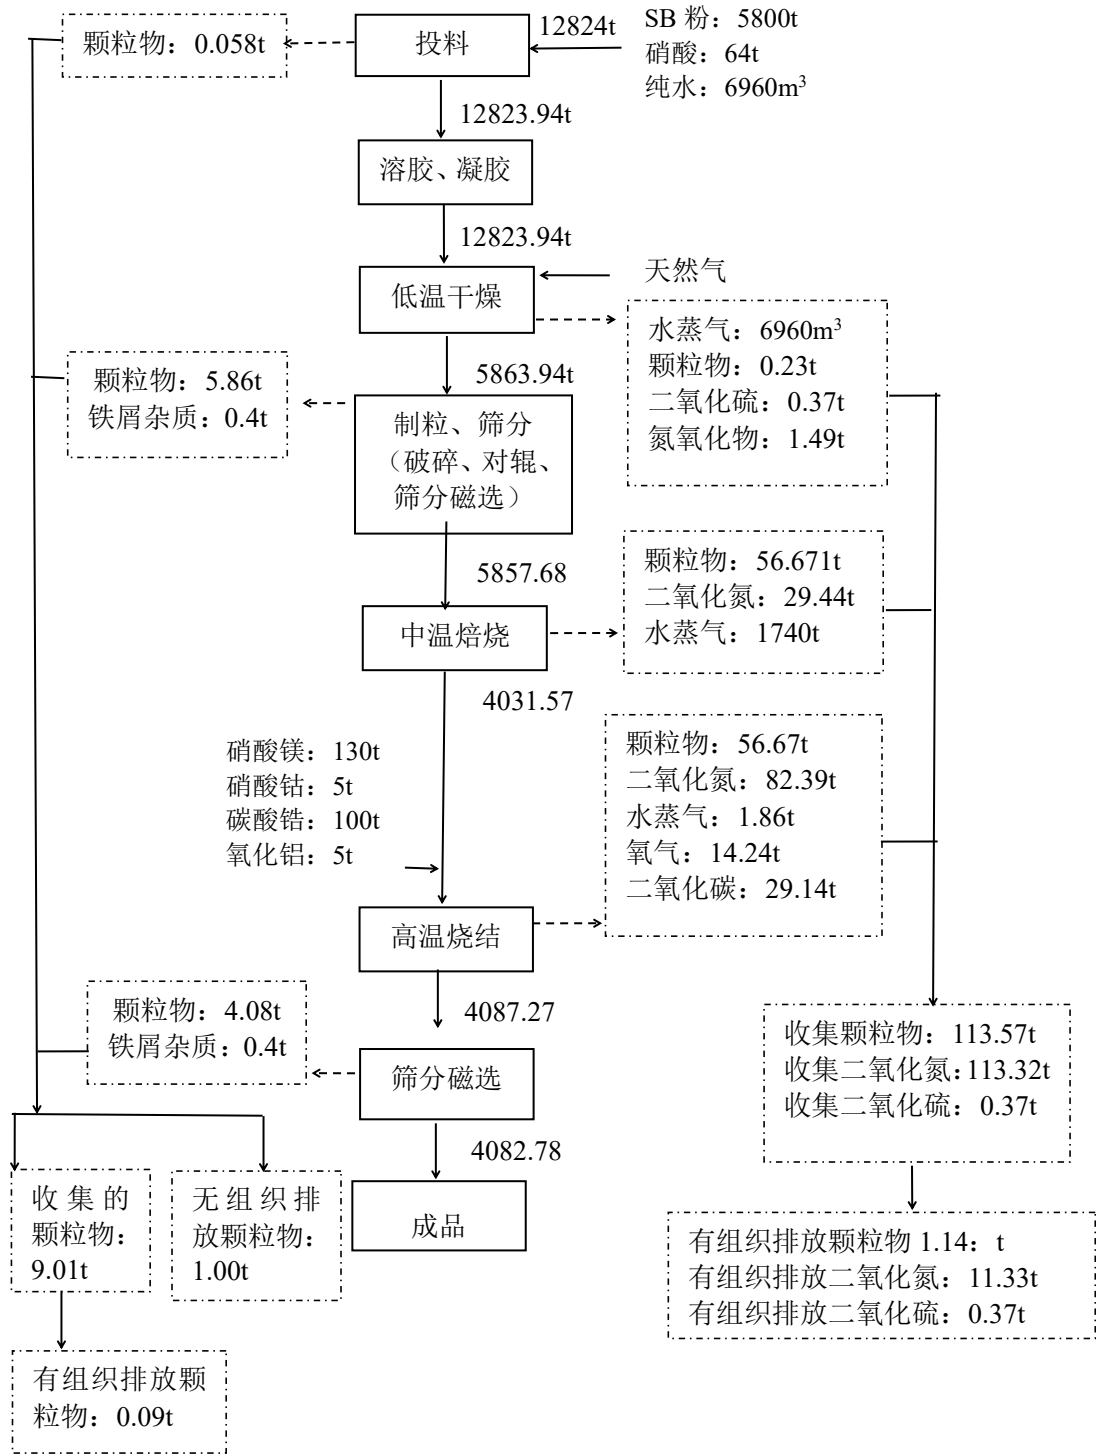 颗粒物：0.058t
投料
12824t
SB 粉：5800t
硝酸：64t
纯水：6960m³
12823.94t
溶胶、凝胶
12823.94t
低温干燥
天然气
水蒸气：6960m³
颗粒物：0.23t
二氧化硫：0.37t
氮氧化物：1.49t
5863.94t
颗粒物：5.86t
铁屑杂质：0.4t
制粒、筛分
（破碎、对辊、
筛分磁选）
5857.68
颗粒物：56.671t
二氧化氮：29.44t
水蒸气：1740t
中温焙烧
4031.57
硝酸镁：130t
硝酸钴：5t
碳酸锆：100t
氧化铝：5t
颗粒物：56.67t
二氧化氮：82.39t
水蒸气：1.86t
氧气：14.24t
二氧化碳：29.14t
高温烧结
4087.27
颗粒物：4.08t
铁屑杂质：0.4t
筛分磁选
收集颗粒物：113.57t
收集二氧化氮：113.32t
收集二氧化硫：0.37t
4082.78
收集的
颗粒物：
9.01t
无组织排
放颗粒物：
1.00t
成品
有组织排放颗粒物 1.14：t
有组织排放二氧化氮：11.33t
有组织排放二氧化硫：0.37t
有组织排放颗
粒物：0.09t